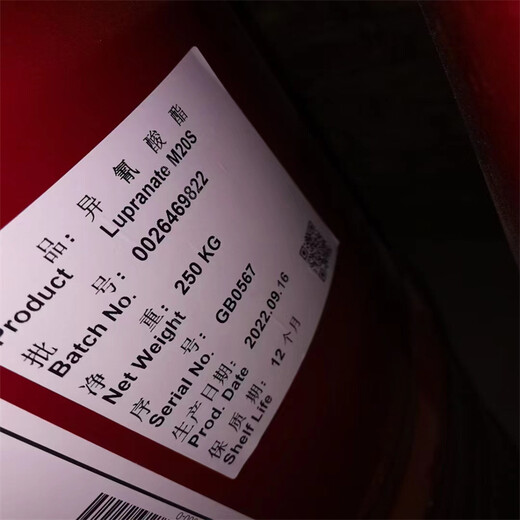 品: 异氰酸酯
Product Lupranate M20S
批号: 0026469822
Batch No.
净重: 250 KG
Net Weight
序号: GB0567
Serial No.
生产日期: 2022.09.16
Prod. Date
保质期: 12个月
Shelf Life